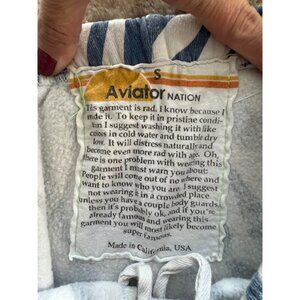 S
Aviator NATION
This garment is rad. I know because I
made it. To keep it in pristine condi-
tion I suggest washing it with like
colors in cold water and tumble dry
low. It will distress naturally and
become even more rad with age. Oh,
there is one problem with wearing this
garment I must warn you about:
People will come out of no where and
want to know who you are. I suggest
not wearing it in a crowded place
unless you have a couple body guards,
then it's probably ok, and if you're
already famous and wearing this
garment you will most likely become
super famous.
Made in California, USA